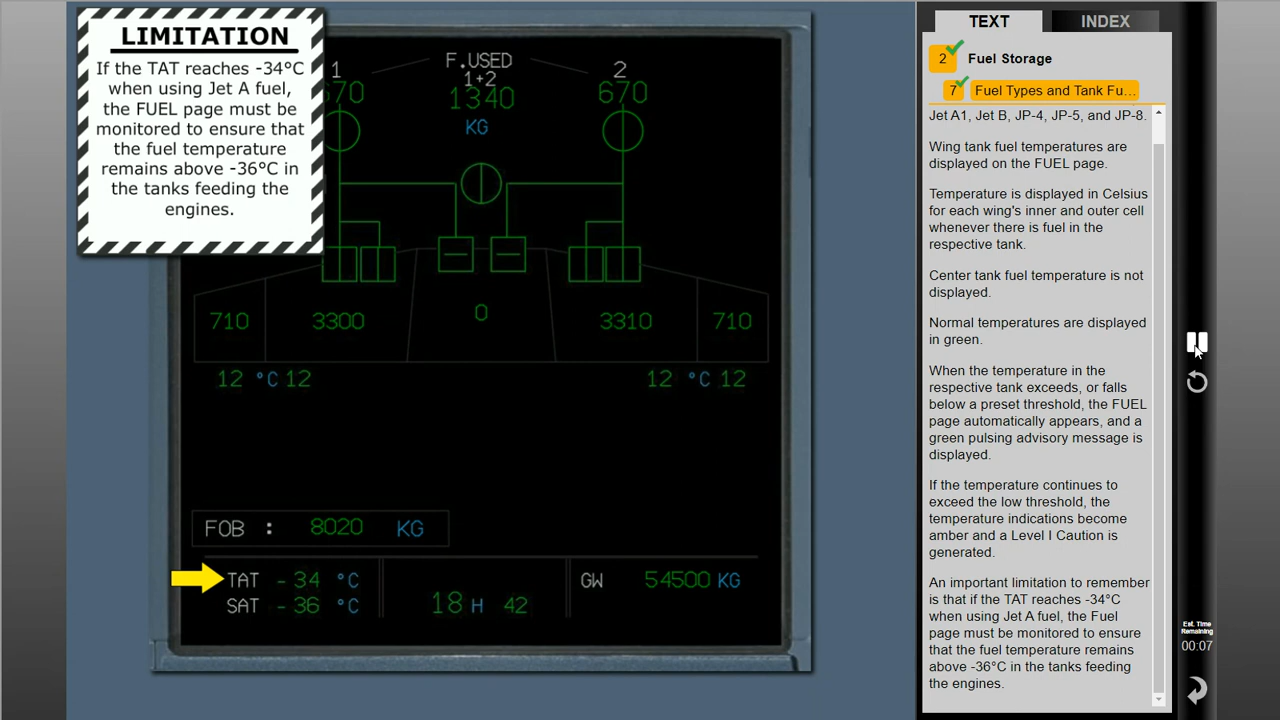 LIMITATION
If the TAT reaches -34°C
when using Jet A fuel,
the FUEL page must be
monitored to ensure that
the fuel temperature
remains above -36°C in
the tanks feeding the
engines.
1
F.USED
1+2
2
670
1340
670
KG
710
3300
0
3310
710
12 °C 12
12 °C 12
FOB : 8020 KG
TAT - 34 °C
SAT - 36 °C
18 H 42
GW 54500 KG
TEXT
INDEX
2 Fuel Storage
7 Fuel Types and Tank Fu...
Jet A1, Jet B, JP-4, JP-5, and JP-8.
Wing tank fuel temperatures are
displayed on the FUEL page.
Temperature is displayed in Celsius
for each wing's inner and outer cell
whenever there is fuel in the
respective tank.
Center tank fuel temperature is not
displayed.
Normal temperatures are displayed
in green.
When the temperature in the
respective tank exceeds, or falls
below a preset threshold, the FUEL
page automatically appears, and a
green pulsing advisory message is
displayed.
If the temperature continues to
exceed the low threshold, the
temperature indications become
amber and a Level I Caution is
generated.
An important limitation to remember
is that if the TAT reaches -34°C
when using Jet A fuel, the Fuel
page must be monitored to ensure
that the fuel temperature remains
above -36°C in the tanks feeding
the engines.
Est. Time
Remaining
00:07